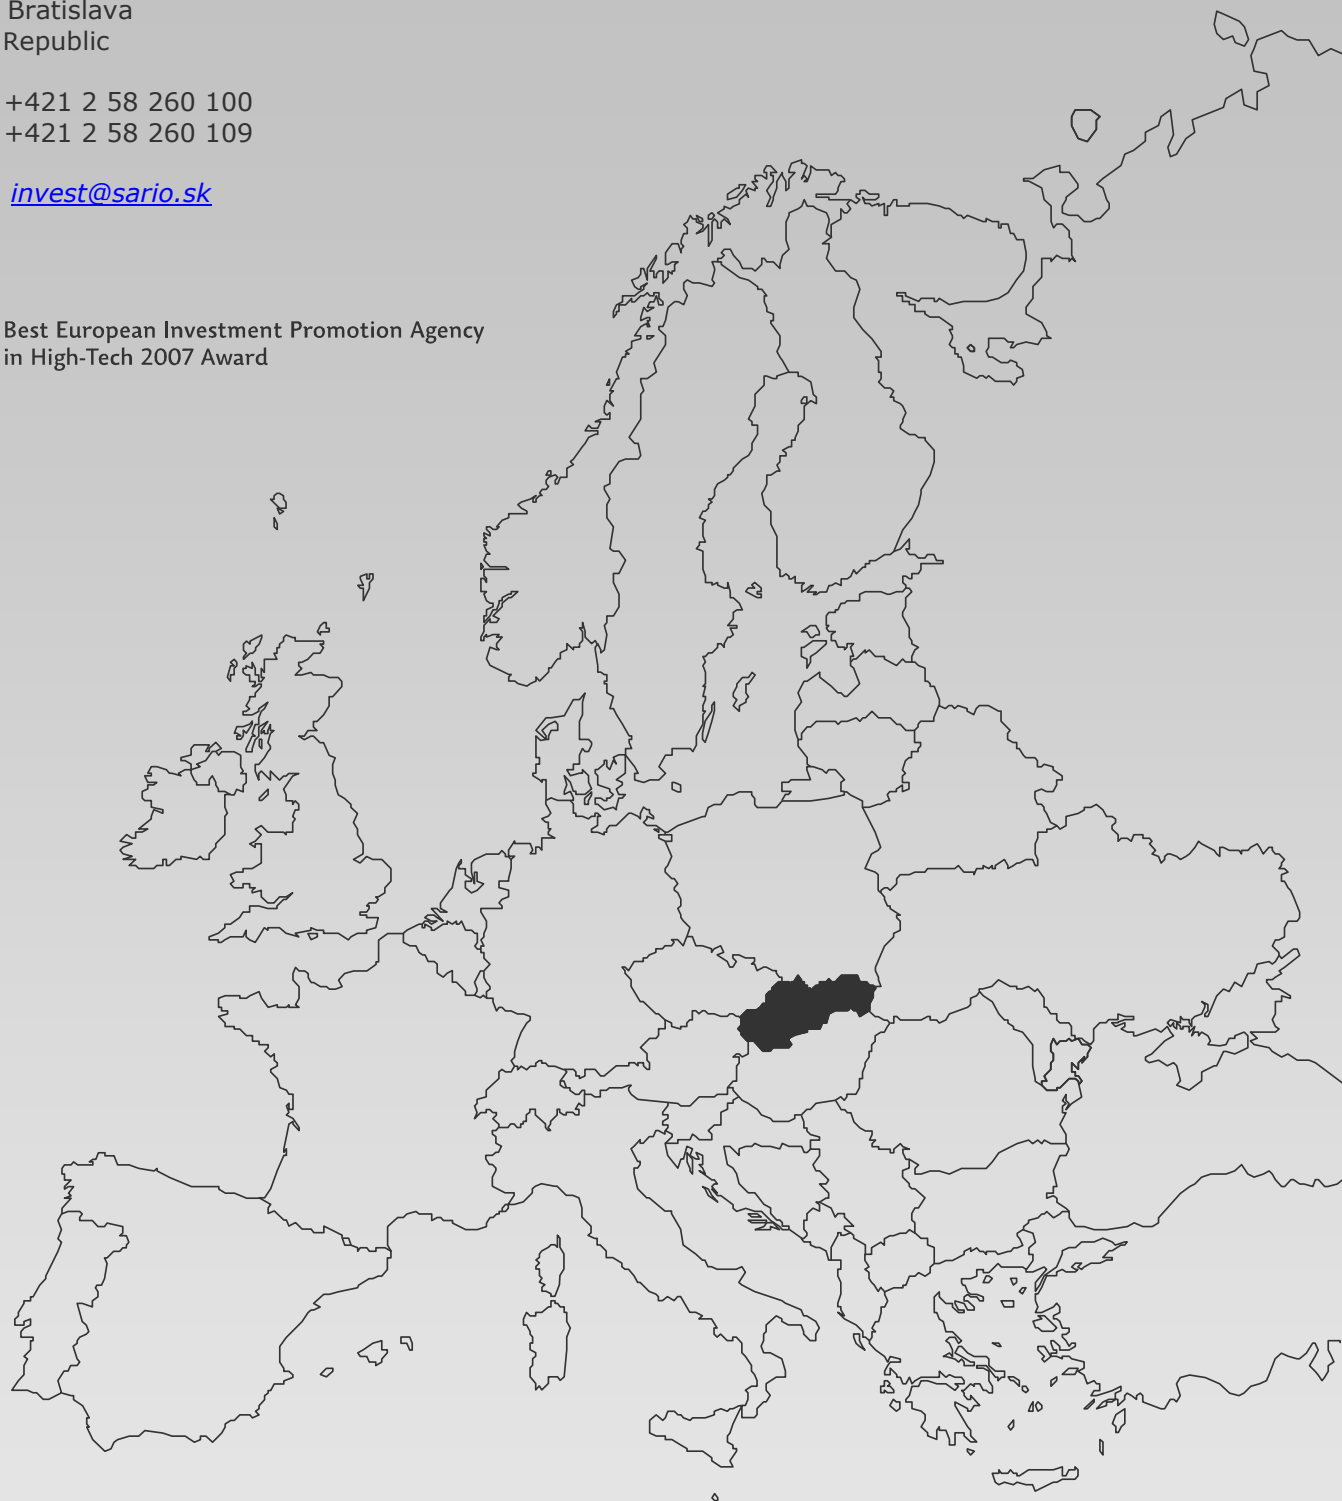 Bratislava
Republic
+421 2 58 260 100
+421 2 58 260 109
invest@sario.sk
Best European Investment Promotion Agency
in High-Tech 2007 Award